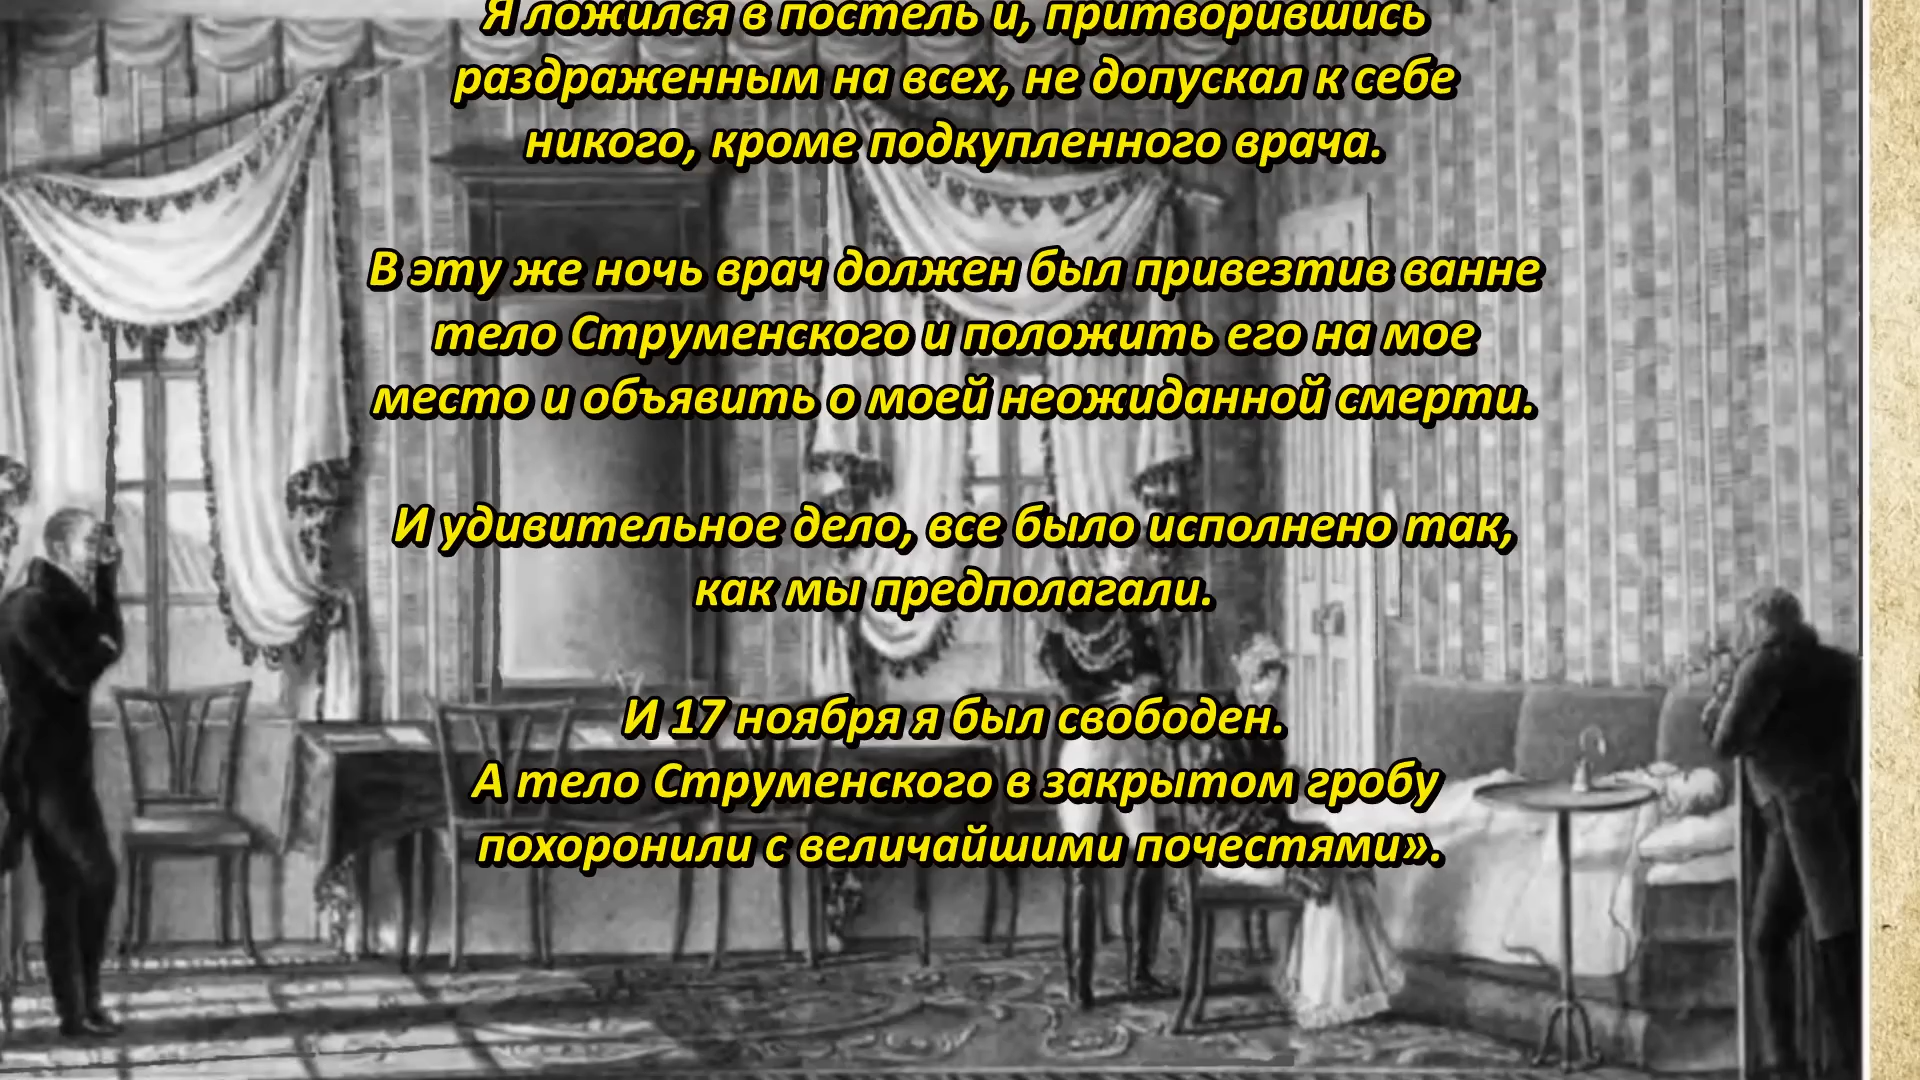 Я ложился в постель и, притворившись
раздраженным на всех, не допускал к себе
никого, кроме подкупленного врача.
В эту же ночь врач должен был привезтив ванне
тело Струменского и положить его на мое
место и объявить о моей неожиданной смерти.
И удивительное дело, все было исполнено так,
как мы предполагали.
И 17 ноября я был свободен.
А тело Струменского в закрытом гробу
похоронили с величайшими почестями».